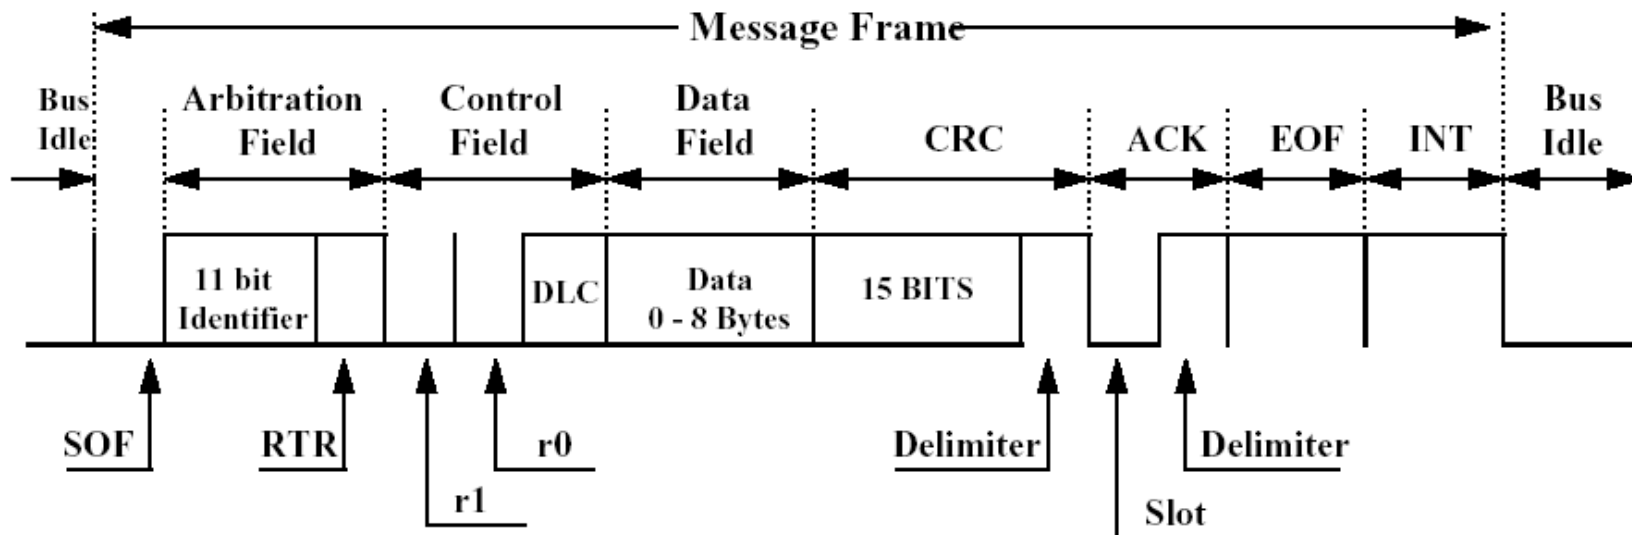 Message Frame
Bus
Idle
Arbitration
Field
Control
Field
Data
Field
CRC
ACK
EOF
INT
Bus
Idle
11 bit
Identifier
DLC
Data
0 - 8 Bytes
15 BITS
SOF
RTR
r1
r0
Delimiter
Slot
Delimiter